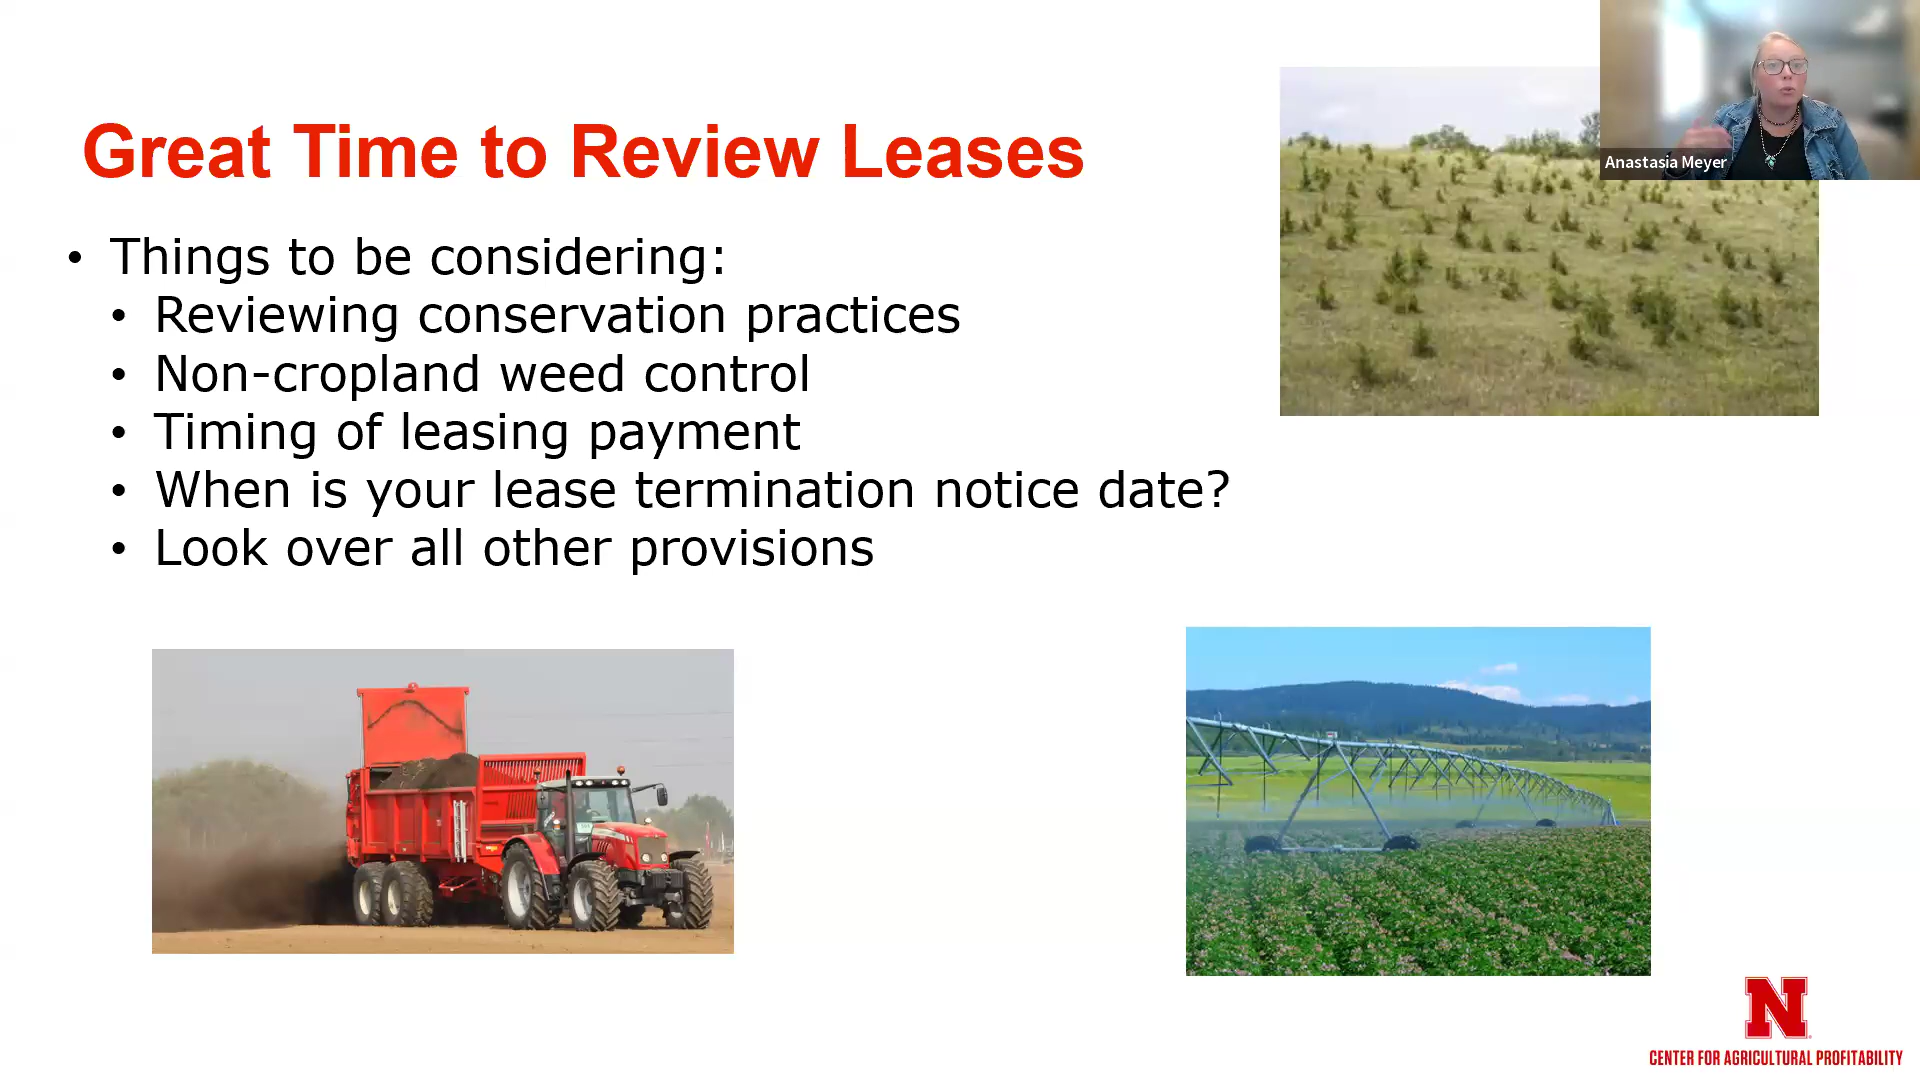 Great Time to Review Leases
Anastasia Meyer
• Things to be considering:
• Reviewing conservation practices
• Non-cropland weed control
• Timing of leasing payment
• When is your lease termination notice date?
• Look over all other provisions
N
CENTER FOR AGRICULTURAL PROFITABILITY